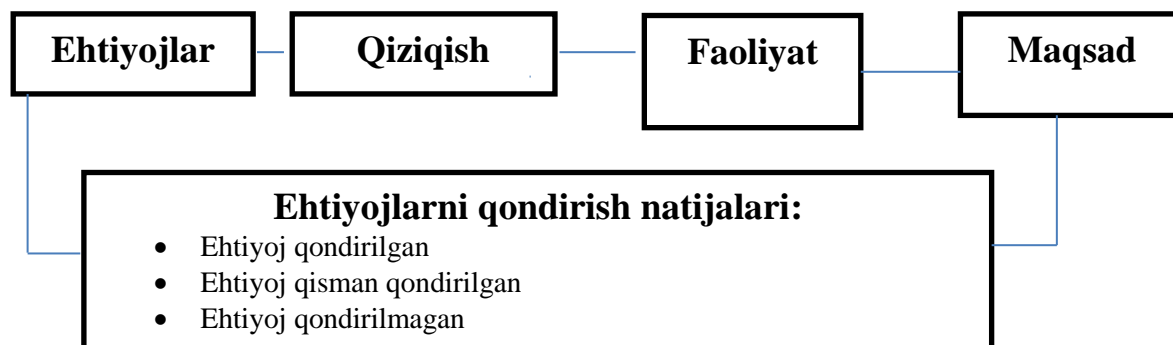 Ehtiyojlar
Qiziqish
Faoliyat
Maqsad
Ehtiyojlarni qondirish natijalari:
• Ehtiyoj qondirilgan
• Ehtiyoj qisman qondirilgan
• Ehtiyoj qondirilmagan